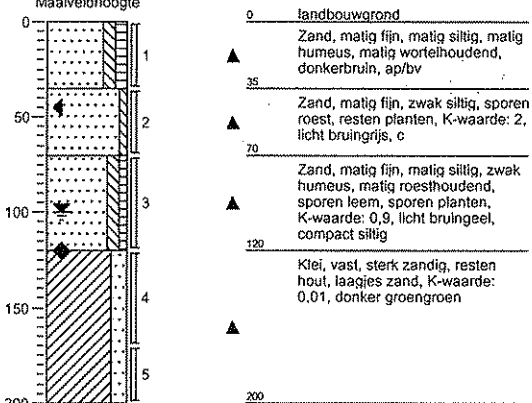 Maaiveldhoogte
0
50
100
150
200
1
2
3
4
5
0 landbouwgrond
Zand, matig fijn, matig siltig, matig
humeus, matig wortelhoudend,
donkerbruin, ap/bv
35
Zand, matig fijn, zwak siltig, sporen
roest, resten planten, K-waarde: 2,
licht bruingrijs, c
70
Zand, matig fijn, matig siltig, zwak
humeus, matig roesthoudend,
sporen leem, sporen planten,
K-waarde: 0,9, licht bruingeel,
compact siltig
120
Klei, vast, sterk zandig, resten
hout, laagjes zand, K-waarde:
0,01, donker groengroen
200